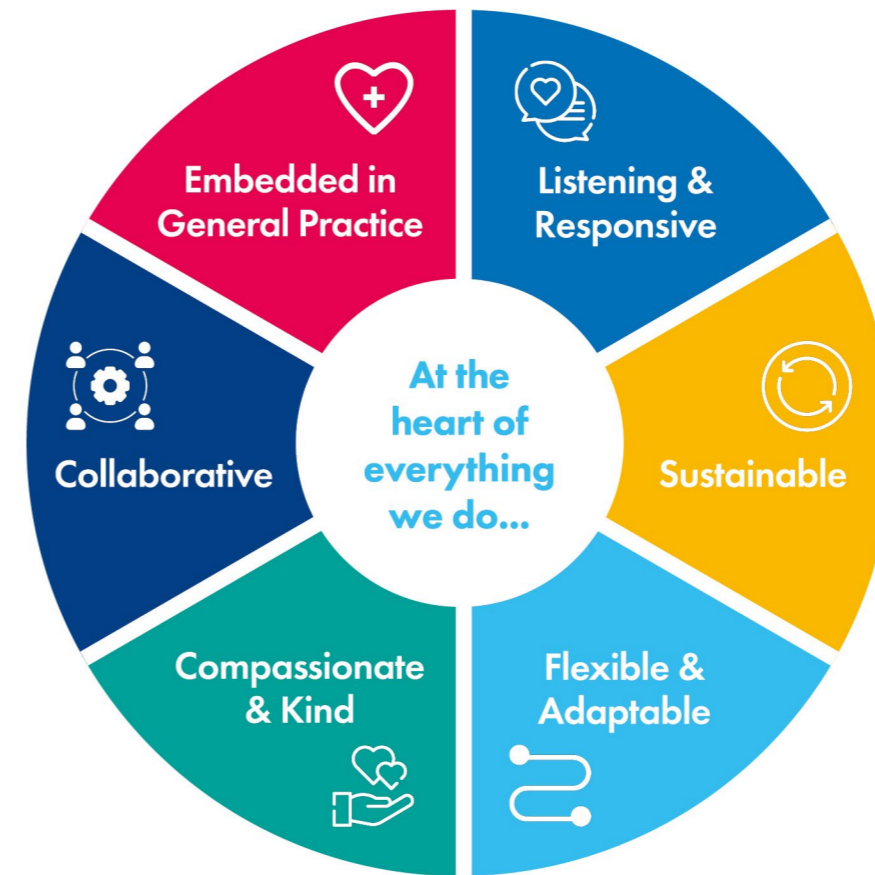 Embedded in
General Practice
Listening &
Responsive
Collaborative
At the
heart of
everything
we do...
Sustainable
Compassionate
& Kind
Flexible &
Adaptable